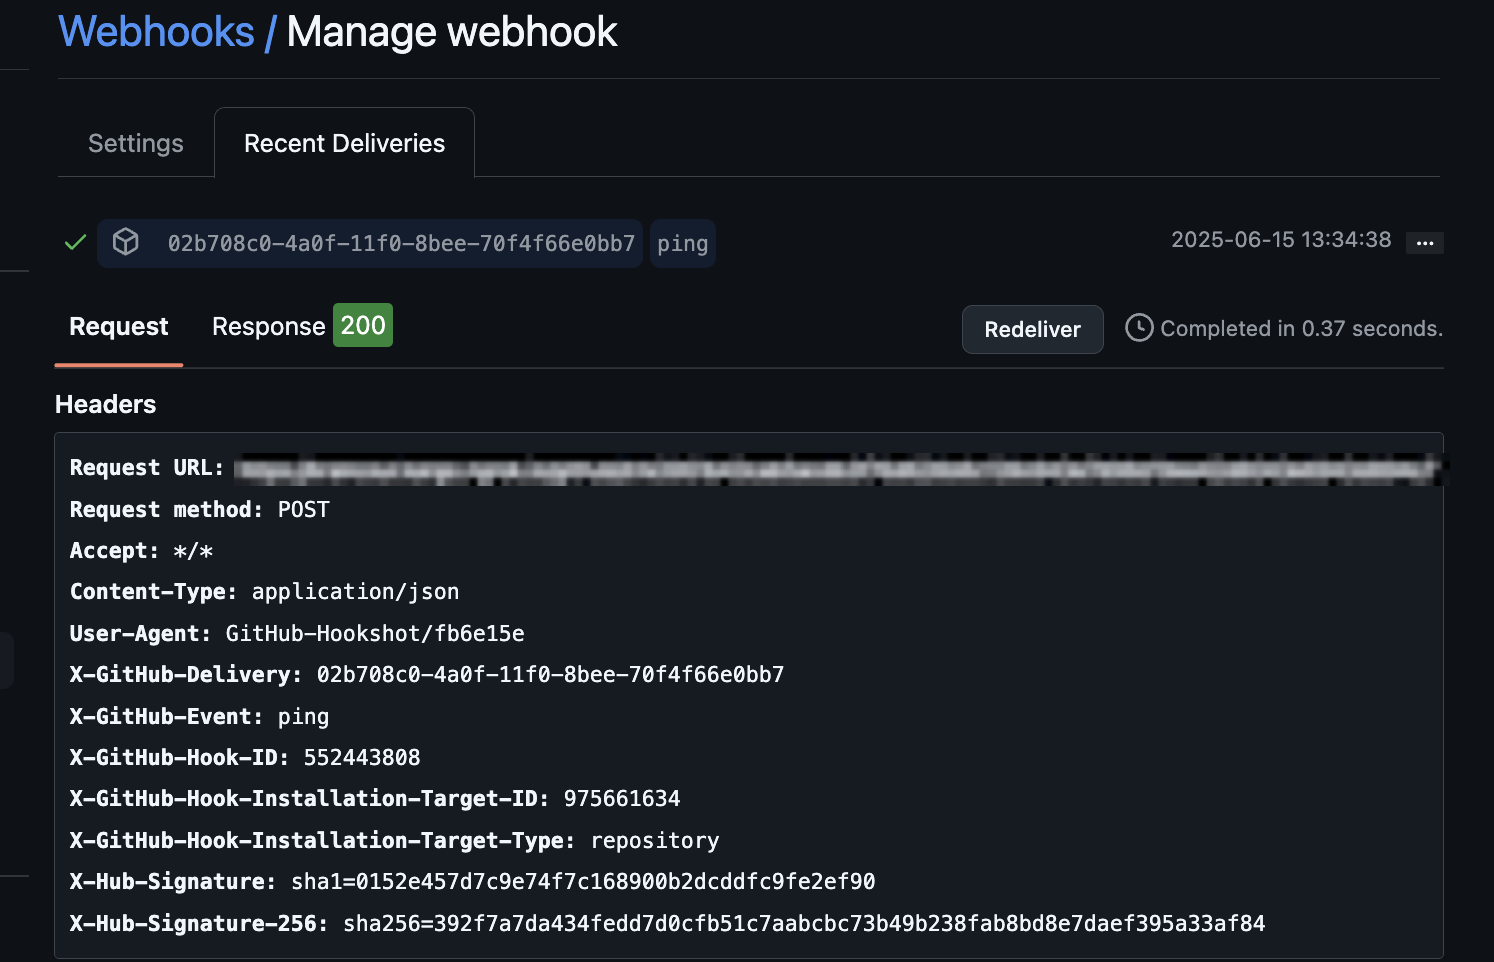 Webhooks / Manage webhook
Settings
Recent Deliveries
02b708c0-4a0f-11f0-8bee-70f4f66e0bb7 ping
2025-06-15 13:34:38 ...
Request
Response 200
Redeliver
Completed in 0.37 seconds.
Headers
Request URL:
Request method: POST
Accept: */*
Content-Type: application/json
User-Agent: GitHub-Hookshot/fb6e15e
X-GitHub-Delivery: 02b708c0-4a0f-11f0-8bee-70f4f66e0bb7
X-GitHub-Event: ping
X-GitHub-Hook-ID: 552443808
X-GitHub-Hook-Installation-Target-ID: 975661634
X-GitHub-Hook-Installation-Target-Type: repository
X-Hub-Signature: sha1=0152e457d7c9e74f7c168900b2dcddfc9fe2ef90
X-Hub-Signature-256: sha256=392f7a7da434fedd7d0cfb51c7aabcbc73b49b238fab8bd8e7daef395a33af84